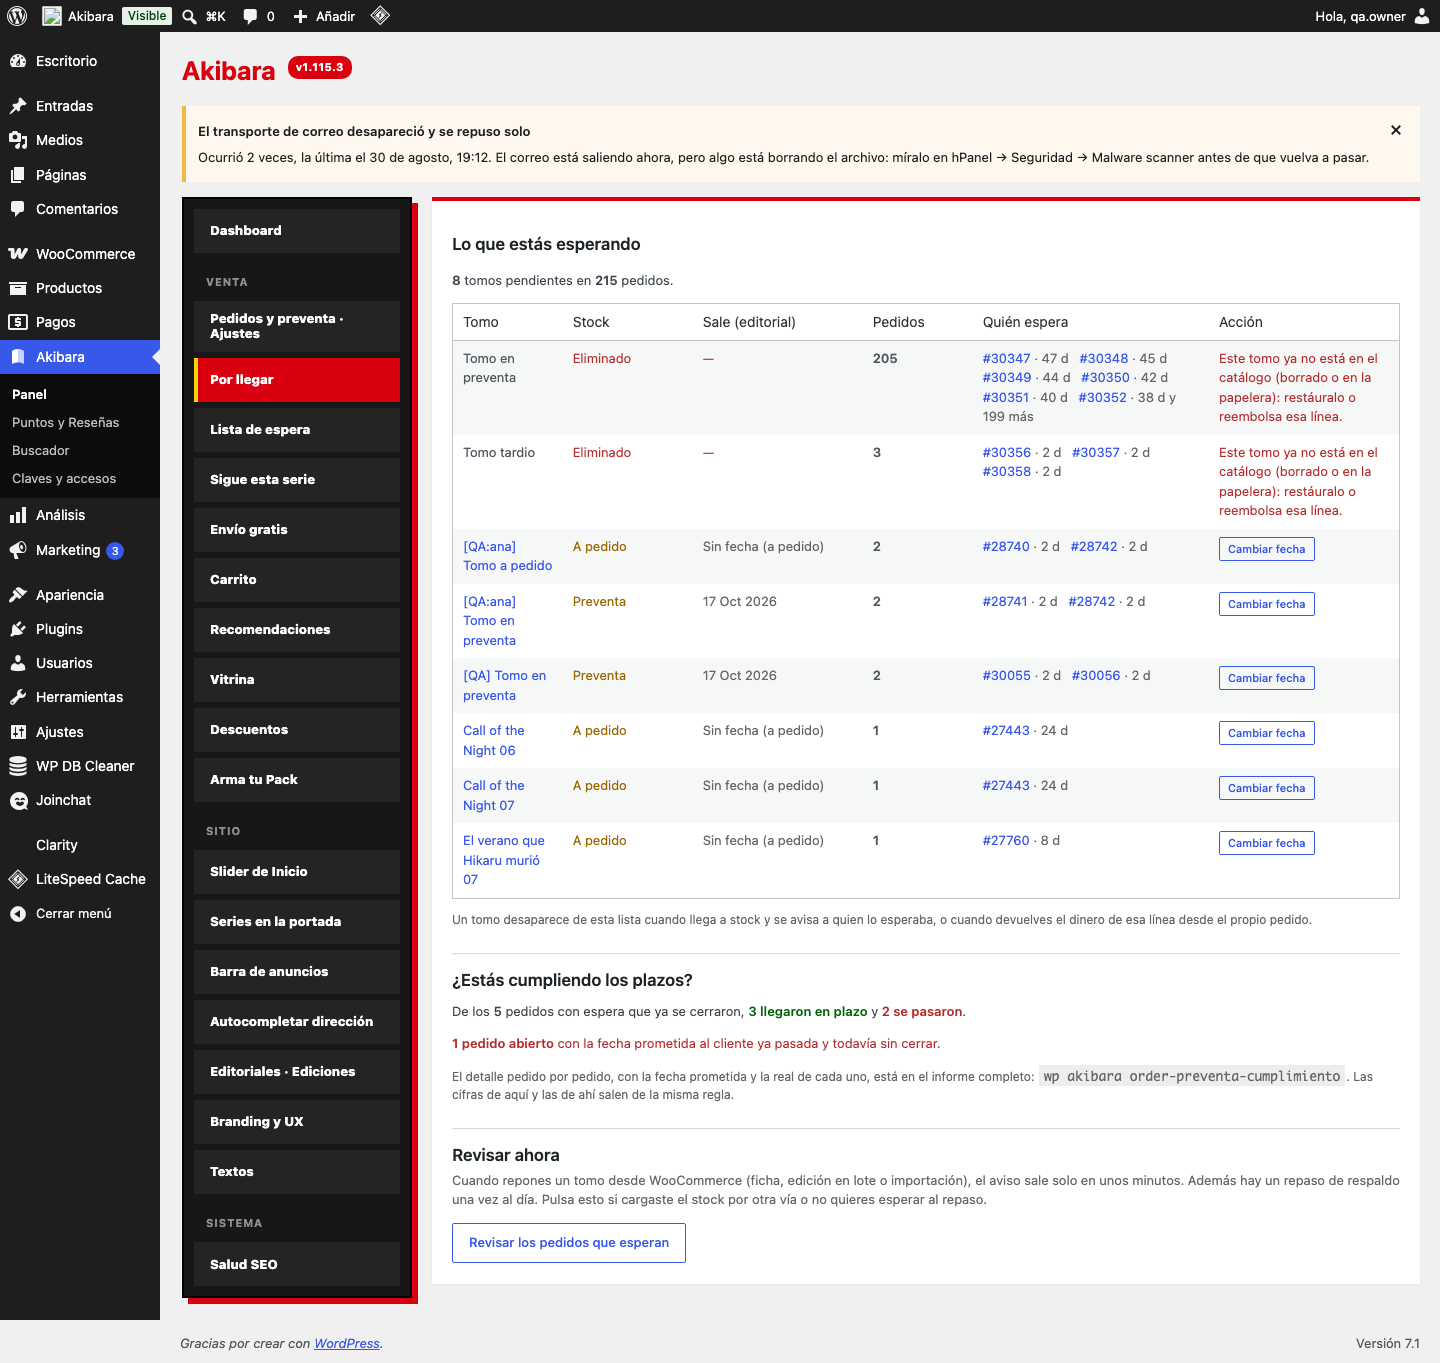 Akibara Visible ⌘K 0 Añadir Hola, qa.owner
Escritorio
Entradas
Medios
Páginas
Comentarios
WooCommerce
Productos
Pagos
Akibara
Panel
Puntos y Reseñas
Buscador
Claves y accesos
Análisis
Marketing 3
Apariencia
Plugins
Usuarios
Herramientas
Ajustes
WP DB Cleaner
Joinchat
Clarity
LiteSpeed Cache
Cerrar menú
Akibara v1.115.3
El transporte de correo desapareció y se repuso solo
Ocurrió 2 veces, la última el 30 de agosto, 19:12. El correo está saliendo ahora, pero algo está borrando el archivo: míralo en hPanel → Seguridad → Malware scanner antes de que vuelva a pasar.
Dashboard
VENTA
Pedidos y preventa ·
Ajustes
Por llegar
Lista de espera
Sigue esta serie
Envío gratis
Carrito
Recomendaciones
Vitrina
Descuentos
Arma tu Pack
SITIO
Slider de Inicio
Series en la portada
Barra de anuncios
Autocompletar dirección
Editoriales · Ediciones
Branding y UX
Textos
SISTEMA
Salud SEO
Lo que estás esperando
8 tomos pendientes en 215 pedidos.
Tomo Stock Sale (editorial) Pedidos Quién espera Acción
Tomo en Eliminado — 205 #30347 · 47 d #30348 · 45 d Este tomo ya no está en el
preventa #30349 · 44 d #30350 · 42 d catálogo (borrado o en la
#30351 · 40 d #30352 · 38 d y papelera): restáuralo o
199 más reembolsa esa línea.
Tomo tardio Eliminado — 3 #30356 · 2 d #30357 · 2 d Este tomo ya no está en el
#30358 · 2 d catálogo (borrado o en la
papelera): restáuralo o
reembolsa esa línea.
[QA:ana] A pedido Sin fecha (a pedido) 2 #28740 · 2 d #28742 · 2 d Cambiar fecha
Tomo a pedido
[QA:ana] Preventa 17 Oct 2026 2 #28741 · 2 d #28742 · 2 d Cambiar fecha
Tomo en
preventa
[QA] Tomo en Preventa 17 Oct 2026 2 #30055 · 2 d #30056 · 2 d Cambiar fecha
preventa
Call of the A pedido Sin fecha (a pedido) 1 #27443 · 24 d Cambiar fecha
Night 06
Call of the A pedido Sin fecha (a pedido) 1 #27443 · 24 d Cambiar fecha
Night 07
El verano que A pedido Sin fecha (a pedido) 1 #27760 · 8 d Cambiar fecha
Hikaru murió
07
Un tomo desaparece de esta lista cuando llega a stock y se avisa a quien lo esperaba, o cuando devuelves el dinero de esa línea desde el propio pedido.
¿Estás cumpliendo los plazos?
De los 5 pedidos con espera que ya se cerraron, 3 llegaron en plazo y 2 se pasaron.
1 pedido abierto con la fecha prometida al cliente ya pasada y todavía sin cerrar.
El detalle pedido por pedido, con la fecha prometida y la real de cada uno, está en el informe completo: wp akibara order-preventa-cumplimiento. Las
cifras de aquí y las de ahí salen de la misma regla.
Revisar ahora
Cuando repones un tomo desde WooCommerce (ficha, edición en lote o importación), el aviso sale solo en unos minutos. Además hay un repaso de respaldo
una vez al día. Pulsa esto si cargaste el stock por otra vía o no quieres esperar al repaso.
Revisar los pedidos que esperan
Gracias por crear con WordPress. Versión 7.1